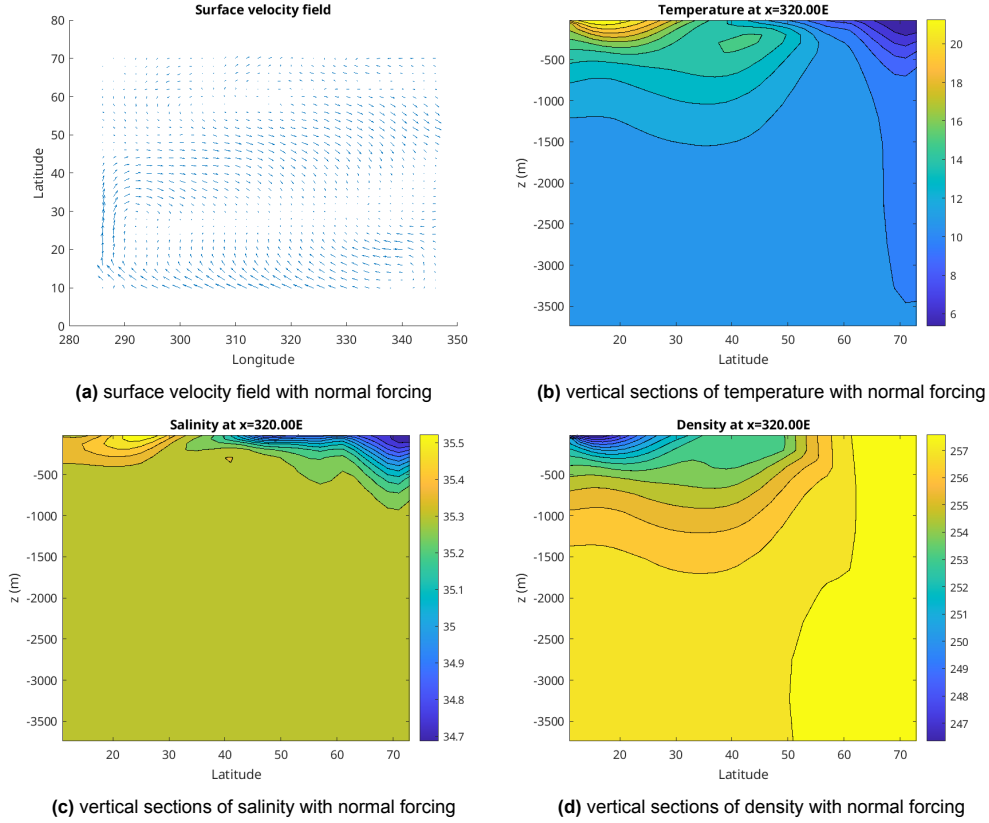 Surface velocity field
80
70
60
50
40
30
20
10
0
Latitude
280 290 300 310 320 330 340 350
Longitude
(a) surface velocity field with normal forcing
Temperature at x=320.00E
-500
-1000
-1500
-2000
-2500
-3000
-3500
z (m)
20 30 40 50 60 70
Latitude
20
18
16
14
12
10
8
6
(b) vertical sections of temperature with normal forcing
Salinity at x=320.00E
-500
-1000
-1500
-2000
-2500
-3000
-3500
z (m)
20 30 40 50 60 70
Latitude
35.5
35.4
35.3
35.2
35.1
35
34.9
34.8
34.7
(c) vertical sections of salinity with normal forcing
Density at x=320.00E
-500
-1000
-1500
-2000
-2500
-3000
-3500
z (m)
20 30 40 50 60 70
Latitude
257
256
255
254
253
252
251
250
249
248
247
(d) vertical sections of density with normal forcing